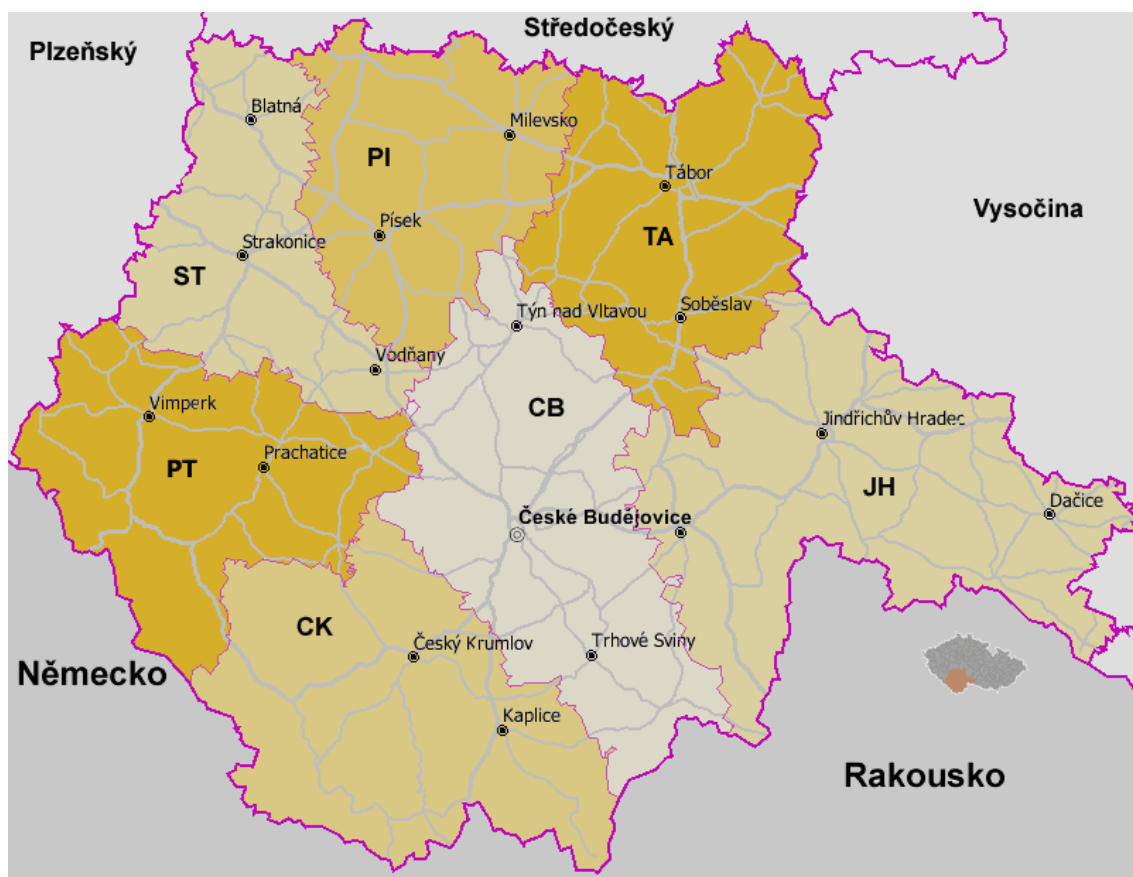 Středočeský
Plzeňský
Blatná
Milevsko
PI
Tábor
Vysočina
Písek
TA
Strakonice
ST
Týn nad Vltavou
Soběslav
Vodňany
Vimperk
CB
Jindřichův Hradec
Prachatice
PT
JH
Dačice
České Budějovice
CK
Český Krumlov
Trhové Sviny
Německo
Kaplice
Rakousko